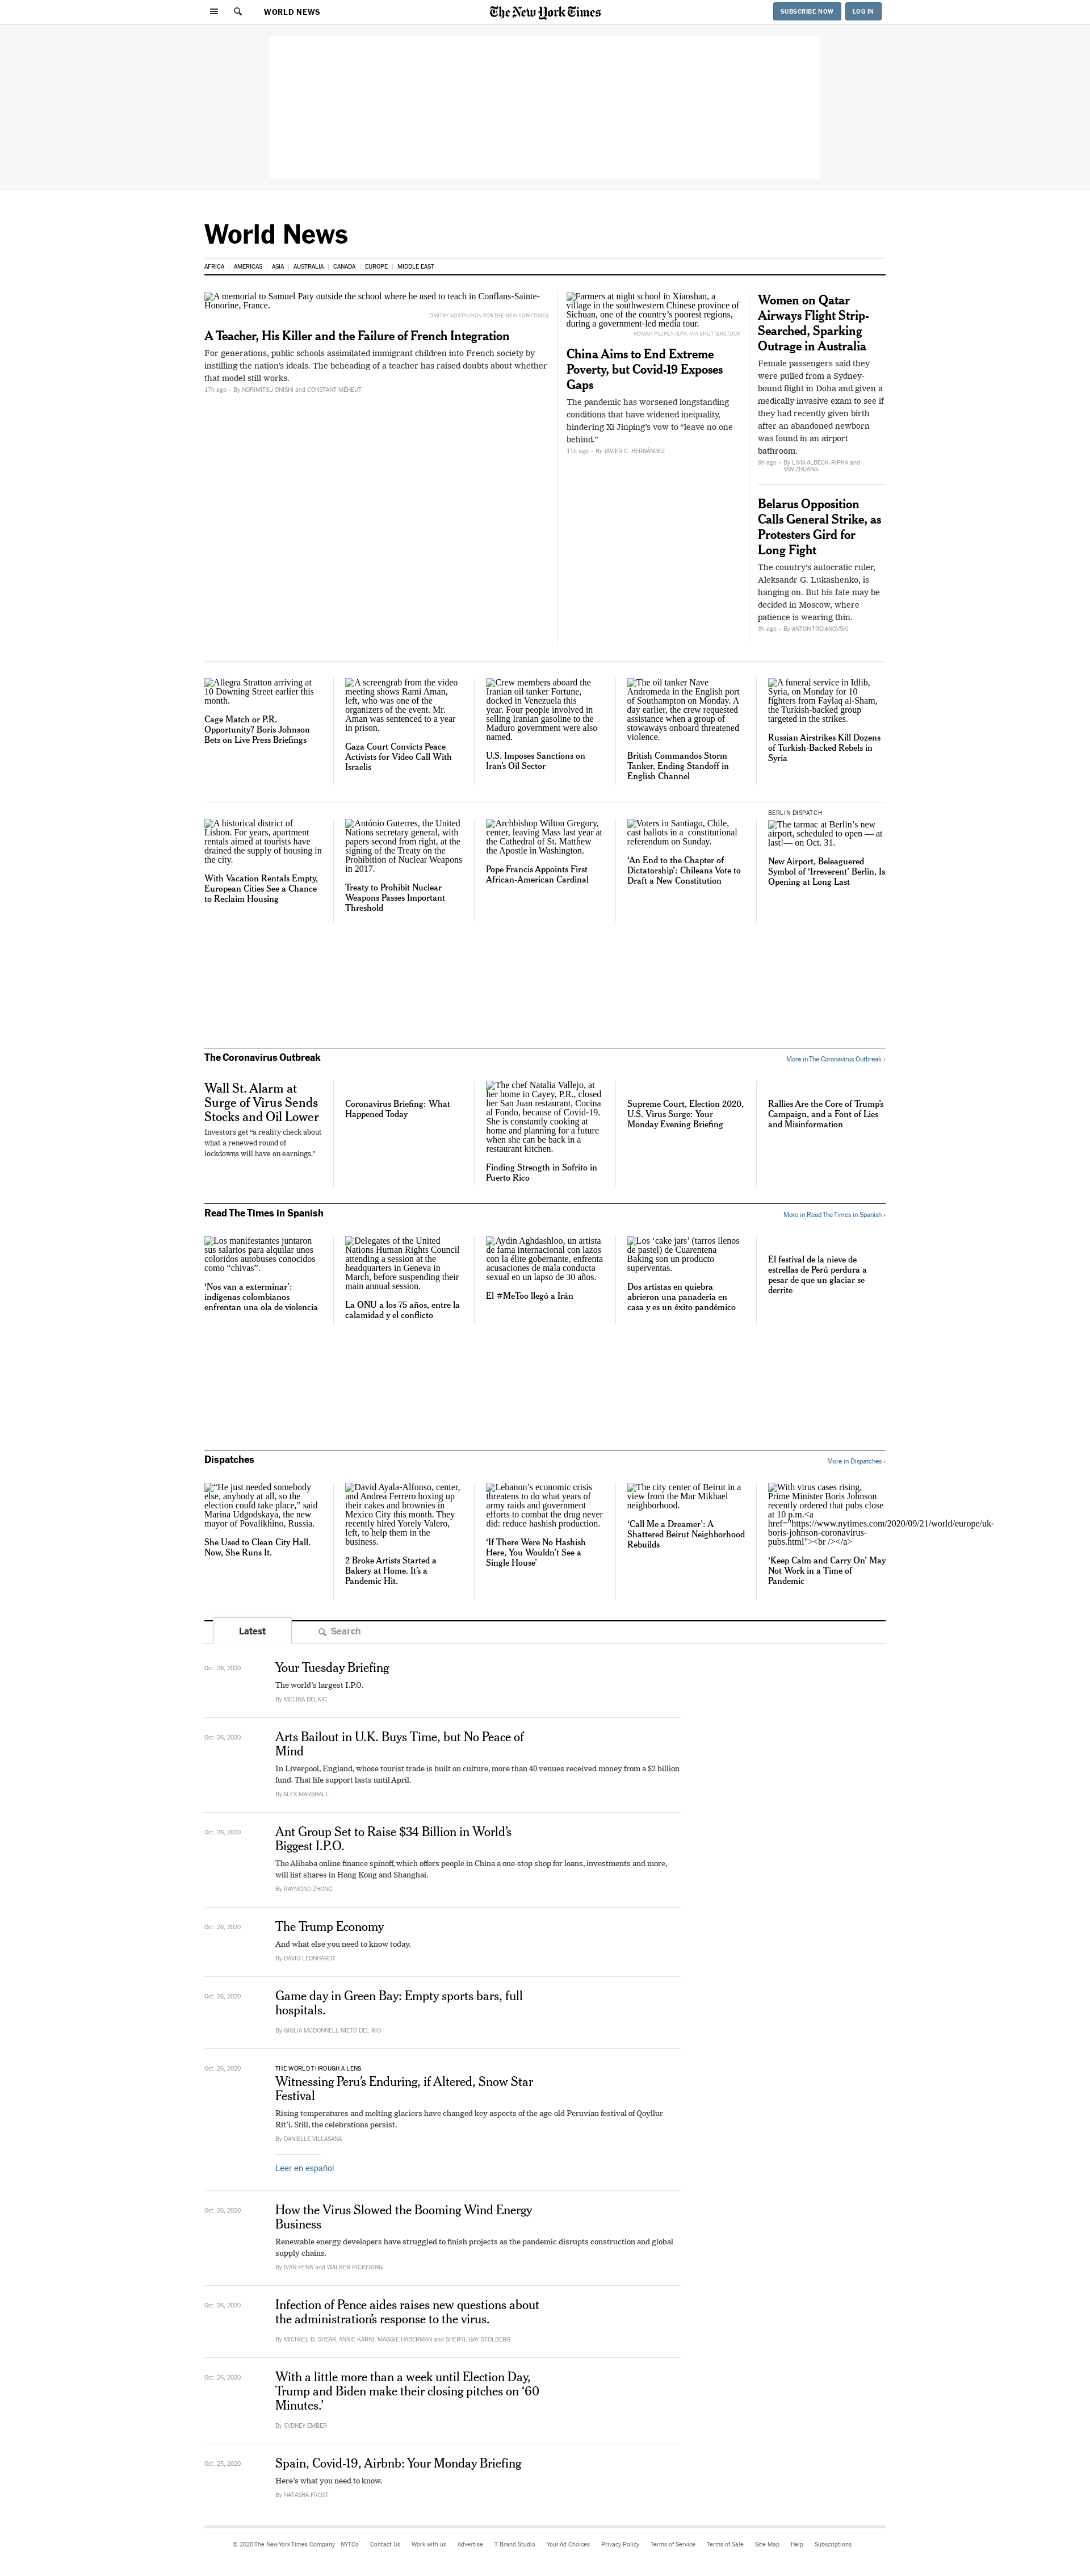 WORLD NEWS
The New York Times
SUBSCRIBE NOW
LOG IN
World News
AFRICA
AMERICAS
ASIA
AUSTRALIA
CANADA
EUROPE
MIDDLE EAST
A memorial to Samuel Paty outside the school where he used to teach in Conflans-Sainte-
Honorine, France.
DMITRY KOSTYUKOV FOR THE NEW YORK TIMES
A Teacher, His Killer and the Failure of French Integration
For generations, public schools assimilated immigrant children into French society by
instilling the nation's ideals. The beheading of a teacher has raised doubts about whether
that model still works.
17h ago – By NORIMITSU ONISHI and CONSTANT MÉHEUT
Farmers at night school in Xiaoshan, a
village in the southwestern Chinese province of
Sichuan, one of the country’s poorest regions,
during a government-led media tour.
ROMAN PILIPEY/EPA, VIA SHUTTERSTOCK
China Aims to End Extreme
Poverty, but Covid-19 Exposes
Gaps
The pandemic has worsened longstanding
conditions that have widened inequality,
hindering Xi Jinping’s vow to “leave no one
behind.”
11h ago – By JAVIER C. HERNÁNDEZ
Women on Qatar
Airways Flight Strip-
Searched, Sparking
Outrage in Australia
Female passengers said they
were pulled from a Sydney-
bound flight in Doha and given a
medically invasive exam to see if
they had recently given birth
after an abandoned newborn
was found in an airport
bathroom.
9h ago – By LIVIA ALBECK-RIPKA and
YAN ZHUANG
Belarus Opposition
Calls General Strike, as
Protesters Gird for
Long Fight
The country’s autocratic ruler,
Aleksandr G. Lukashenko, is
hanging on. But his fate may be
decided in Moscow, where
patience is wearing thin.
3h ago – By ANTON TROIANOVSKI
Allegra Stratton arriving at
10 Downing Street earlier this
month.
Cage Match or P.R.
Opportunity? Boris Johnson
Bets on Live Press Briefings
A screengrab from the video
meeting shows Rami Aman,
left, who was one of the
organizers of the event. Mr.
Aman was sentenced to a year
in prison.
Gaza Court Convicts Peace
Activists for Video Call With
Israelis
Crew members aboard the
Iranian oil tanker Fortune,
docked in Venezuela this
year. Four people involved in
selling Iranian gasoline to the
Maduro government were also
named.
U.S. Imposes Sanctions on
Iran’s Oil Sector
The oil tanker Nave
Andromeda in the English port
of Southampton on Monday. A
day earlier, the crew requested
assistance when a group of
stowaways onboard threatened
violence.
British Commandos Storm
Tanker, Ending Standoff in
English Channel
A funeral service in Idlib,
Syria, on Monday for 10
fighters from Faylaq al-Sham,
the Turkish-backed group
targeted in the strikes.
Russian Airstrikes Kill Dozens
of Turkish-Backed Rebels in
Syria
A historical district of
Lisbon. For years, apartment
rentals aimed at tourists have
drained the supply of housing in
the city.
With Vacation Rentals Empty,
European Cities See a Chance
to Reclaim Housing
António Guterres, the United
Nations secretary general, with
papers second from right, at the
signing of the Treaty on the
Prohibition of Nuclear Weapons
in 2017.
Treaty to Prohibit Nuclear
Weapons Passes Important
Threshold
Archbishop Wilton Gregory,
center, leaving Mass last year at
the Cathedral of St. Matthew
the Apostle in Washington.
Pope Francis Appoints First
African-American Cardinal
Voters in Santiago, Chile,
cast ballots in a constitutional
referendum on Sunday.
‘An End to the Chapter of
Dictatorship’: Chileans Vote to
Draft a New Constitution
BERLIN DISPATCH
The tarmac at Berlin’s new
airport, scheduled to open — at
last!— on Oct. 31.
New Airport, Beleaguered
Symbol of ‘Irreverent’ Berlin, Is
Opening at Long Last
The Coronavirus Outbreak
More in The Coronavirus Outbreak ›
Wall St. Alarm at
Surge of Virus Sends
Stocks and Oil Lower
Investors get “a reality check about
what a renewed round of
lockdowns will have on earnings.”
Coronavirus Briefing: What
Happened Today
The chef Natalia Vallejo, at
her home in Cayey, P.R., closed
her San Juan restaurant, Cocina
al Fondo, because of Covid-19.
She is constantly cooking at
home and planning for a future
when she can be back in a
restaurant kitchen.
Finding Strength in Sofrito in
Puerto Rico
Supreme Court, Election 2020,
U.S. Virus Surge: Your
Monday Evening Briefing
Rallies Are the Core of Trump’s
Campaign, and a Font of Lies
and Misinformation
Read The Times in Spanish
More in Read The Times in Spanish ›
Los manifestantes juntaron
sus salarios para alquilar unos
coloridos autobuses conocidos
como “chivas”.
‘Nos van a exterminar’:
indígenas colombianos
enfrentan una ola de violencia
Delegates of the United
Nations Human Rights Council
attending a session at the
headquarters in Geneva in
March, before suspending their
main annual session.
La ONU a los 75 años, entre la
calamidad y el conflicto
Aydin Aghdashloo, un artista
de fama internacional con lazos
con la élite gobernante, enfrenta
acusaciones de mala conducta
sexual en un lapso de 30 años.
El #MeToo llegó a Irán
Los ‘cake jars’ (tarros llenos
de pastel) de Cuarentena
Baking son un producto
superventas.
Dos artistas en quiebra
abrieron una panadería en
casa y es un éxito pandémico
El festival de la nieve de
estrellas de Perú perdura a
pesar de que un glaciar se
derrite
Dispatches
More in Dispatches ›
“He just needed somebody
else, anybody at all, so the
election could take place,” said
Marina Udgodskaya, the new
mayor of Povalikhino, Russia.
She Used to Clean City Hall.
Now, She Runs It.
David Ayala-Alfonso, center,
and Andrea Ferrero boxing up
their cakes and brownies in
Mexico City this month. They
recently hired Yorely Valero,
left, to help them in the
business.
2 Broke Artists Started a
Bakery at Home. It’s a
Pandemic Hit.
Lebanon’s economic crisis
threatens to do what years of
army raids and government
efforts to combat the drug never
did: reduce hashish production.
‘If There Were No Hashish
Here, You Wouldn’t See a
Single House’
The city center of Beirut in a
view from the Mar Mikhael
neighborhood.
‘Call Me a Dreamer’: A
Shattered Beirut Neighborhood
Rebuilds
With virus cases rising,
Prime Minister Boris Johnson
recently ordered that pubs close
at 10 p.m.<a
href="https://www.nytimes.com/2020/09/21/world/europe/uk-
boris-johnson-coronavirus-
pubs.html"><br /></a>
‘Keep Calm and Carry On’ May
Not Work in a Time of
Pandemic
Latest
Search
Oct. 26, 2020
Your Tuesday Briefing
The world’s largest I.P.O.
By MELINA DELKIC
Oct. 26, 2020
Arts Bailout in U.K. Buys Time, but No Peace of
Mind
In Liverpool, England, whose tourist trade is built on culture, more than 40 venues received money from a $2 billion
fund. That life support lasts until April.
By ALEX MARSHALL
Oct. 26, 2020
Ant Group Set to Raise $34 Billion in World’s
Biggest I.P.O.
The Alibaba online finance spinoff, which offers people in China a one-stop shop for loans, investments and more,
will list shares in Hong Kong and Shanghai.
By RAYMOND ZHONG
Oct. 26, 2020
The Trump Economy
And what else you need to know today.
By DAVID LEONHARDT
Oct. 26, 2020
Game day in Green Bay: Empty sports bars, full
hospitals.
By GIULIA MCDONNELL NIETO DEL RIO
Oct. 26, 2020
THE WORLD THROUGH A LENS
Witnessing Peru’s Enduring, if Altered, Snow Star
Festival
Rising temperatures and melting glaciers have changed key aspects of the age-old Peruvian festival of Qoyllur
Rit’i. Still, the celebrations persist.
By DANIELLE VILLASANA
Leer en español
Oct. 26, 2020
How the Virus Slowed the Booming Wind Energy
Business
Renewable energy developers have struggled to finish projects as the pandemic disrupts construction and global
supply chains.
By IVAN PENN and WALKER PICKERING
Oct. 26, 2020
Infection of Pence aides raises new questions about
the administration’s response to the virus.
By MICHAEL D. SHEAR, ANNIE KARNI, MAGGIE HABERMAN and SHERYL GAY STOLBERG
Oct. 26, 2020
With a little more than a week until Election Day,
Trump and Biden make their closing pitches on ‘60
Minutes.’
By SYDNEY EMBER
Oct. 25, 2020
Spain, Covid-19, Airbnb: Your Monday Briefing
Here’s what you need to know.
By NATASHA FROST
© 2020 The New York Times Company
NYTCo
Contact Us
Work with us
Advertise
T Brand Studio
Your Ad Choices
Privacy Policy
Terms of Service
Terms of Sale
Site Map
Help
Subscriptions